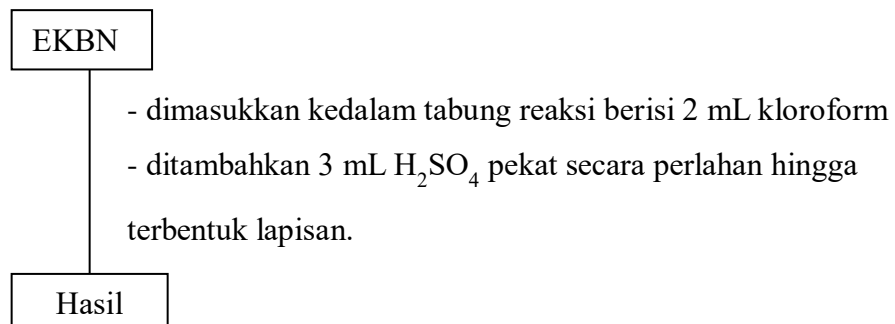 EKBN
- dimasukkan kedalam tabung reaksi berisi 2 mL kloroform
- ditambahkan 3 mL H₂SO₄ pekat secara perlahan hingga
terbentuk lapisan.
Hasil